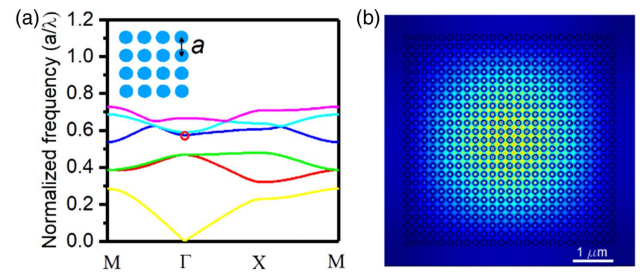 (a)
Normalized frequency (a/λ)
1.2
1.0
0.8
0.6
0.4
0.2
0.0
a
M Γ X M
(b)
1 μm